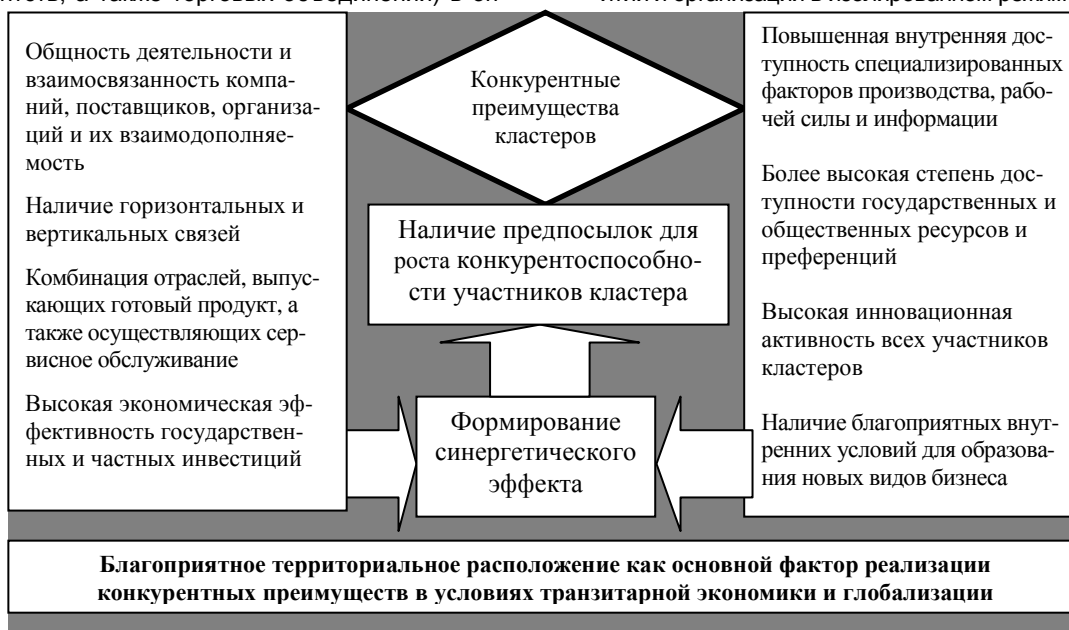 Общность деятельности и
взаимосвязанность компа-
ний, поставщиков, организа-
ций и их взаимодополняе-
мость
Наличие горизонтальных и
вертикальных связей
Комбинация отраслей, выпус-
кающих готовый продукт, а
также осуществляющих сер-
висное обслуживание
Высокая экономическая эф-
фективность государствен-
ных и частных инвестиций
Конкурентные
преимущества
кластеров
Наличие предпосылок для
роста конкурентоспособно-
сти участников кластера
Формирование
синергетического
эффекта
Повышенная внутренняя дос-
тупность специализированных
факторов производства, рабо-
чей силы и информации
Более высокая степень дос-
тупности государственных и
общественных ресурсов и
преференций
Высокая инновационная
активность всех участников
кластеров
Наличие благоприятных внут-
ренних условий для образова-
ния новых видов бизнеса
Благоприятное территориальное расположение как основной фактор реализации
конкурентных преимуществ в условиях транзитарной экономики и глобализации